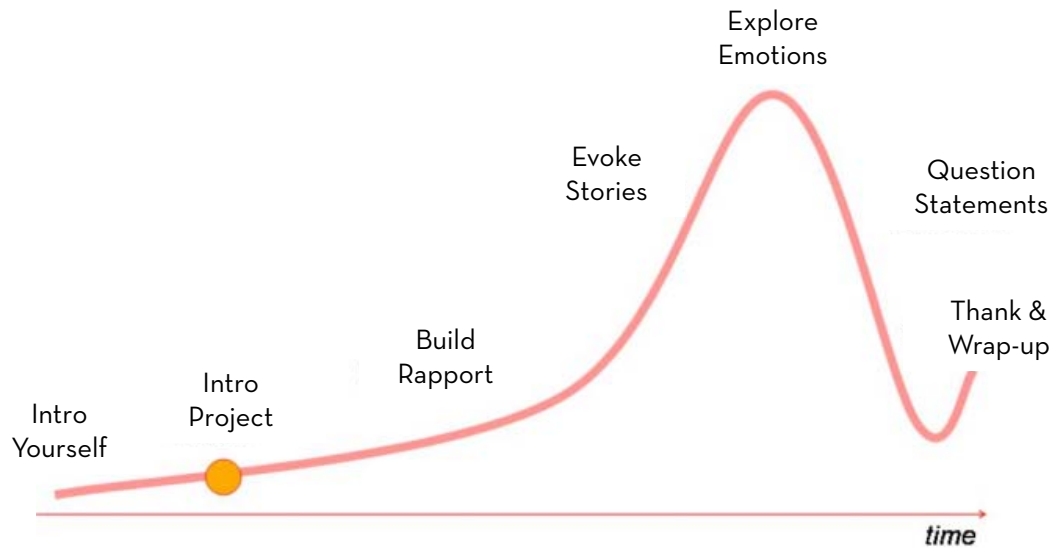 Intro
Yourself
Intro
Project
Build
Rapport
Evoke
Stories
Explore
Emotions
Question
Statements
Thank &
Wrap-up
time